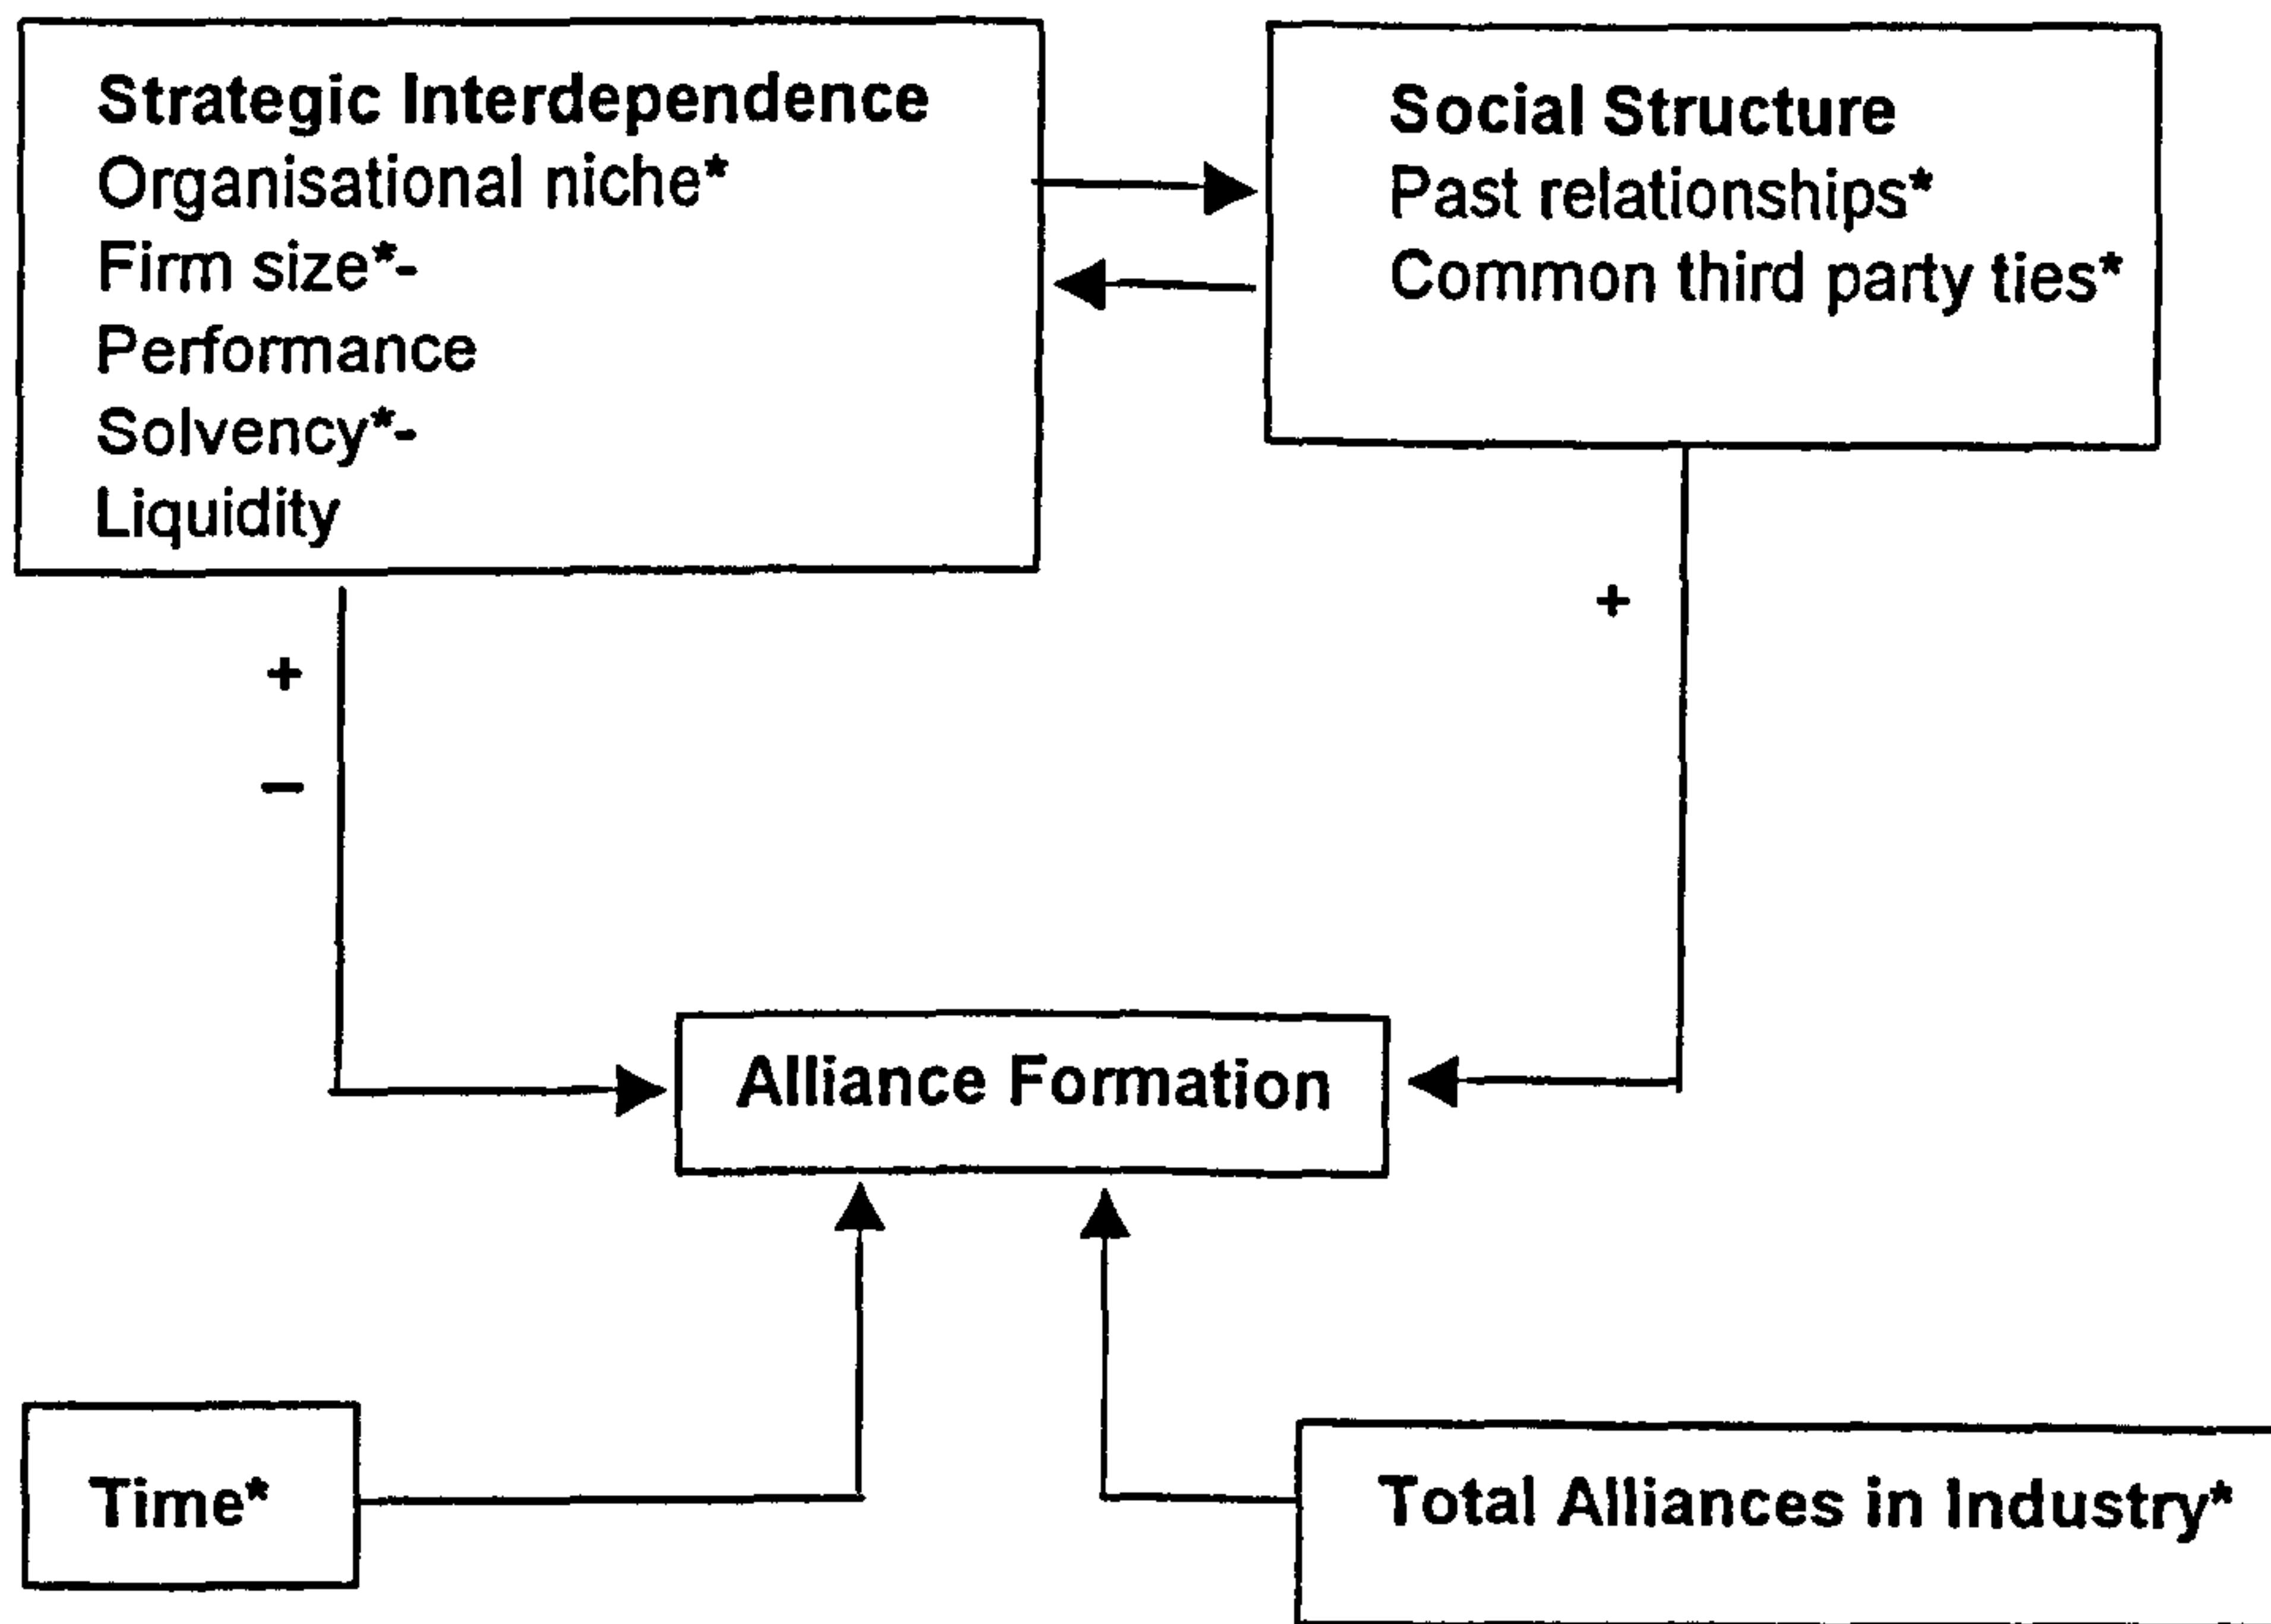 Strategic Interdependence
Organisational niche*
Firm size*-
Performance
Solvency*-
Liquidity
Social Structure
Past relationships*
Common third party ties*
+
+
−
Alliance Formation
Time*
Total Alliances in Industry*